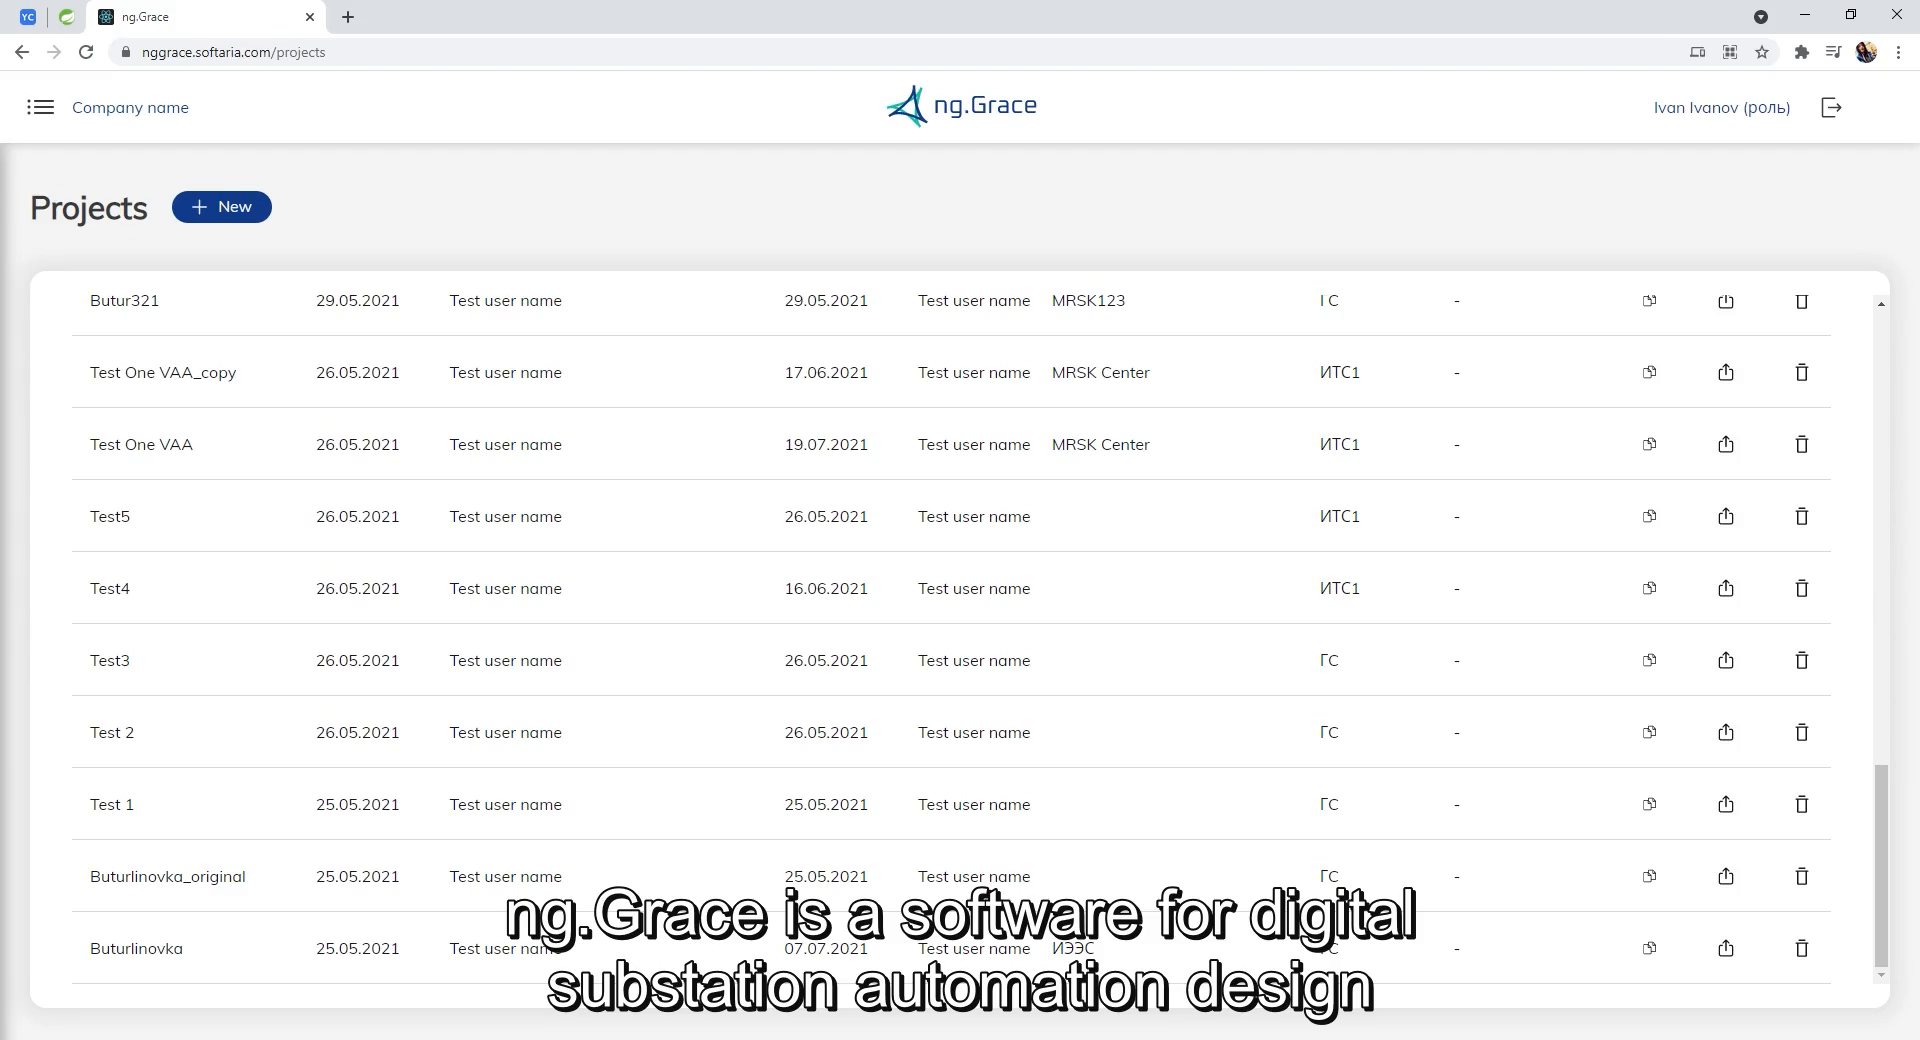 YC
ng.Grace
nggrace.softaria.com/projects
Company name
ng.Grace
Ivan Ivanov (роль)
Projects
+ New
Butur321 29.05.2021 Test user name 29.05.2021 Test user name MRSK123 ГС -
Test One VAA_copy 26.05.2021 Test user name 17.06.2021 Test user name MRSK Center ИТС1 -
Test One VAA 26.05.2021 Test user name 19.07.2021 Test user name MRSK Center ИТС1 -
Test5 26.05.2021 Test user name 26.05.2021 Test user name ИТС1 -
Test4 26.05.2021 Test user name 16.06.2021 Test user name ИТС1 -
Test3 26.05.2021 Test user name 26.05.2021 Test user name ГС -
Test 2 26.05.2021 Test user name 26.05.2021 Test user name ГС -
Test 1 25.05.2021 Test user name 25.05.2021 Test user name ГС -
Buturlinovka_original 25.05.2021 Test user name 25.05.2021 Test user name ГС -
Buturlinovka 25.05.2021 Test user name 07.07.2021 Test user name ИЭЭС ГС -
ng.Grace is a software for digital
substation automation design